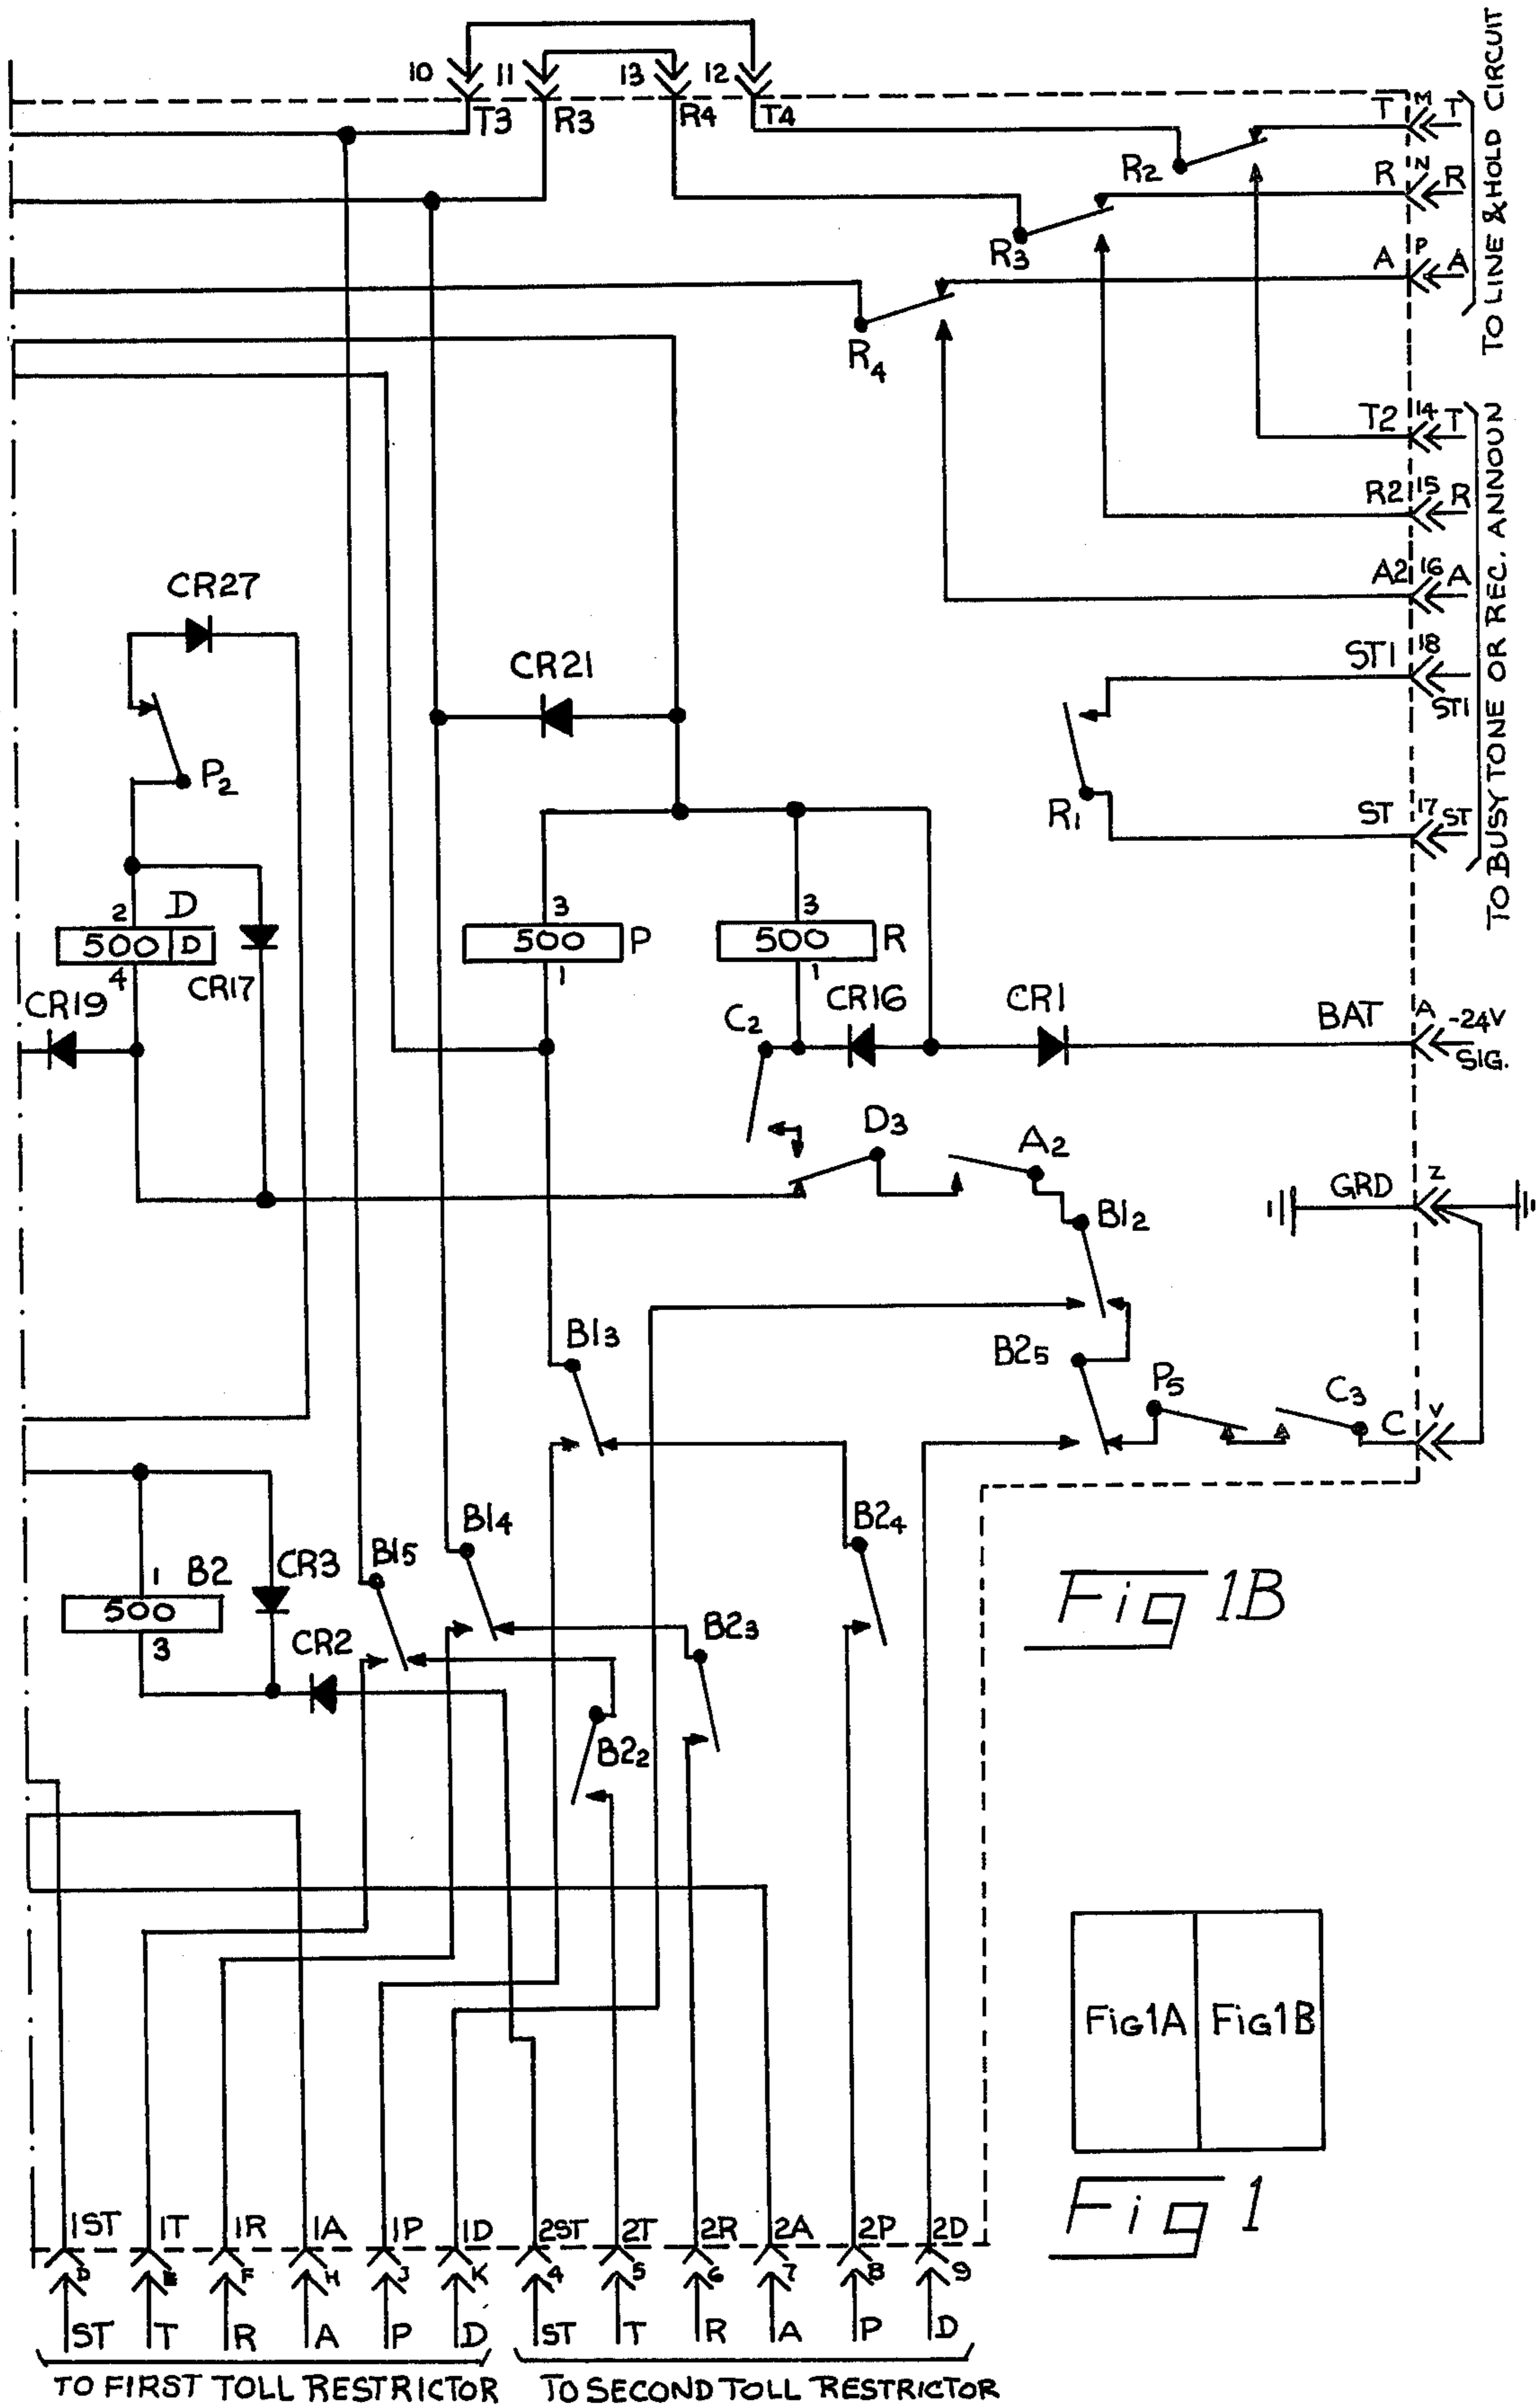 10 11 13 12
T3 R3 R4 T4
T M T
R2
R N R
R3
A P A
R4
TO LINE & HOLD CIRCUIT
T2 14 T
R2 15 R
A2 16 A
ST1 18
ST1
R1
ST 17 ST
TO BUSY TONE OR REC. ANNOUN
CR27
P2
CR21
2 D
500 D
4
CR17
CR19
3
500 P
1
3
500 R
1
C2
CR16
CR1
BAT A -24V
SIG.
D3
A2
GRD Z
B12
B13
B25
P5
C3
C V
B14
B15
B24
1 B2
500
3
CR3
CR2
B23
B22
Fig 1B
Fig1A Fig1B
Fig 1
1ST 1T 1R 1A 1P 1D 2ST 2T 2R 2A 2P 2D
D E F H J K 4 5 6 7 8 9
ST T R A P D ST T R A P D
TO FIRST TOLL RESTRICTOR TO SECOND TOLL RESTRICTOR